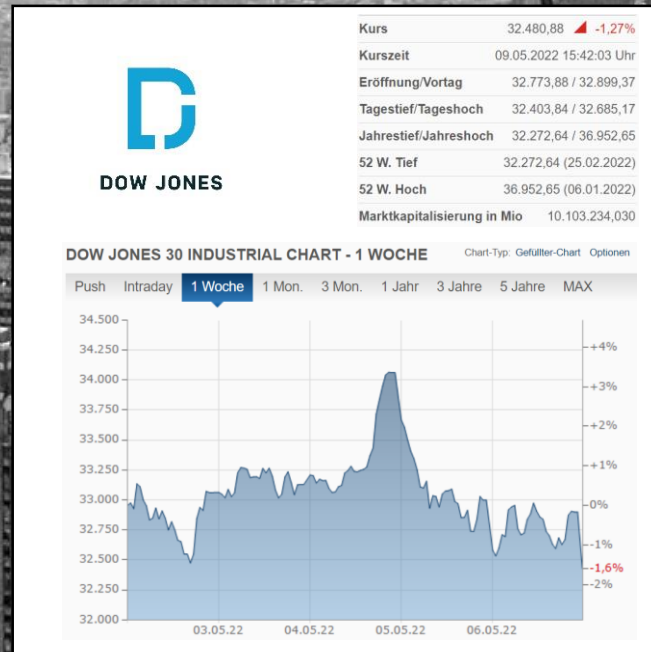 Kurs 32.480,88 -1,27%
Kurszeit 09.05.2022 15:42:03 Uhr
Eröffnung/Vortag 32.773,88 / 32.899,37
Tagestief/Tageshoch 32.403,84 / 32.685,17
Jahrestief/Jahreshoch 32.272,64 / 36.952,65
52 W. Tief 32.272,64 (25.02.2022)
52 W. Hoch 36.952,65 (06.01.2022)
Marktkapitalisierung in Mio 10.103.234,030
DOW JONES
DOW JONES 30 INDUSTRIAL CHART - 1 WOCHE Chart-Typ: Gefüllter-Chart Optionen
Push Intraday 1 Woche 1 Mon. 3 Mon. 1 Jahr 3 Jahre 5 Jahre MAX
34.500
34.250 +4%
34.000 +3%
33.750
33.500 +2%
33.250 +1%
33.000 0%
32.750
32.500 -1%
-1,6%
32.250 -2%
32.000
03.05.22 04.05.22 05.05.22 06.05.22